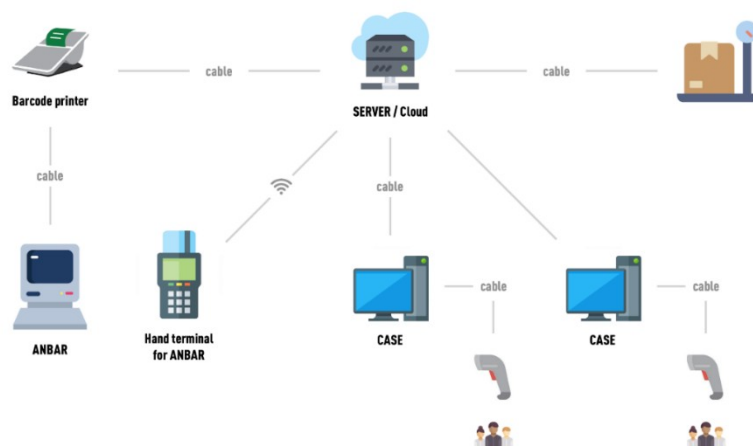 cable
cable
Barcode printer
SERVER / Cloud
cable
cable
cable
cable
ANBAR
Hand terminal
for ANBAR
CASE
CASE